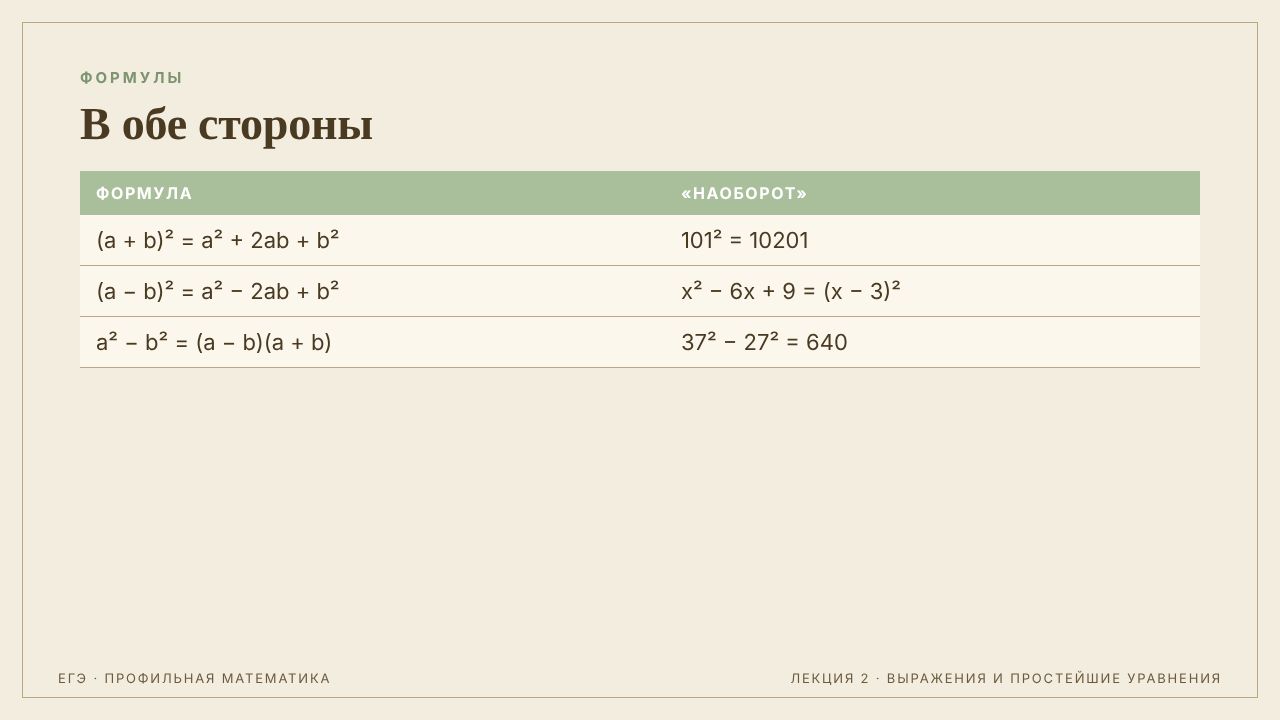 ФОРМУЛЫ
В обе стороны
ФОРМУЛА «НАОБОРОТ»
(a + b)² = a² + 2ab + b² 101² = 10201
(a − b)² = a² − 2ab + b² x² − 6x + 9 = (x − 3)²
a² − b² = (a − b)(a + b) 37² − 27² = 640
ЕГЭ · ПРОФИЛЬНАЯ МАТЕМАТИКА ЛЕКЦИЯ 2 · ВЫРАЖЕНИЯ И ПРОСТЕЙШИЕ УРАВНЕНИЯ